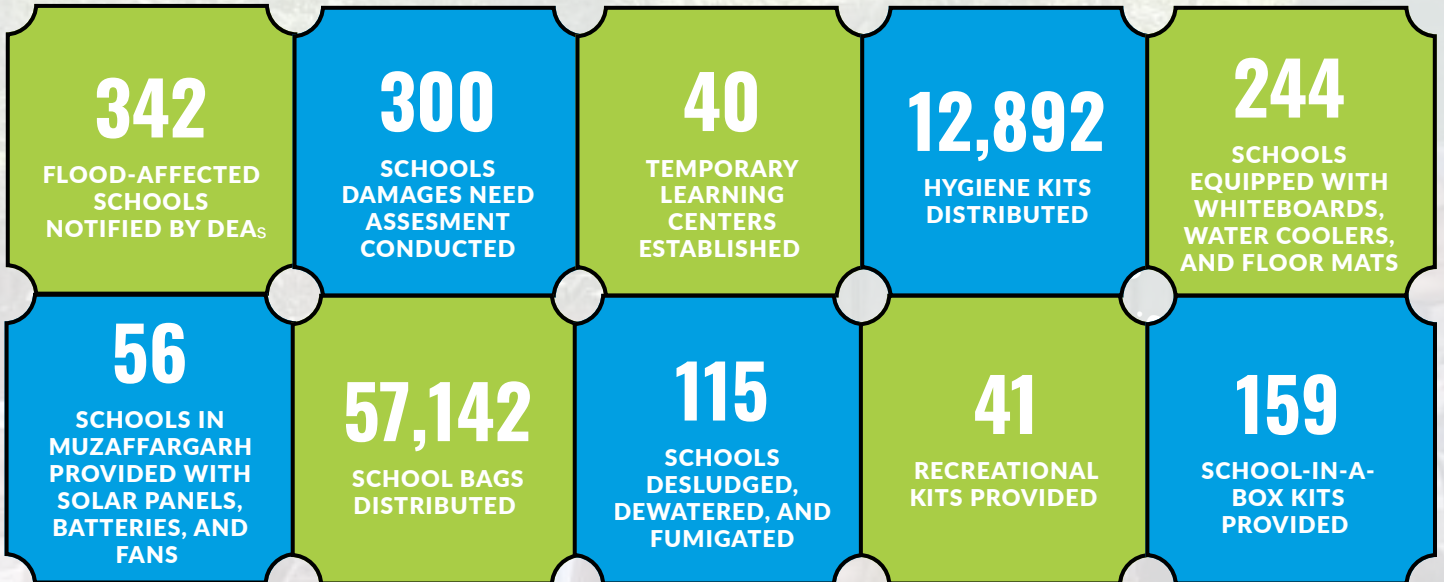 342
FLOOD-AFFECTED
SCHOOLS
NOTIFIED BY DEAs
300
SCHOOLS
DAMAGES NEED
ASSESMENT
CONDUCTED
40
TEMPORARY
LEARNING
CENTERS
ESTABLISHED
12,892
HYGIENE KITS
DISTRIBUTED
244
SCHOOLS
EQUIPPED WITH
WHITEBOARDS,
WATER COOLERS,
AND FLOOR MATS
56
SCHOOLS IN
MUZAFFARGARH
PROVIDED WITH
SOLAR PANELS,
BATTERIES, AND
FANS
57,142
SCHOOL BAGS
DISTRIBUTED
115
SCHOOLS
DESLUDGED,
DEWATERED, AND
FUMIGATED
41
RECREATIONAL
KITS PROVIDED
159
SCHOOL-IN-A-
BOX KITS
PROVIDED